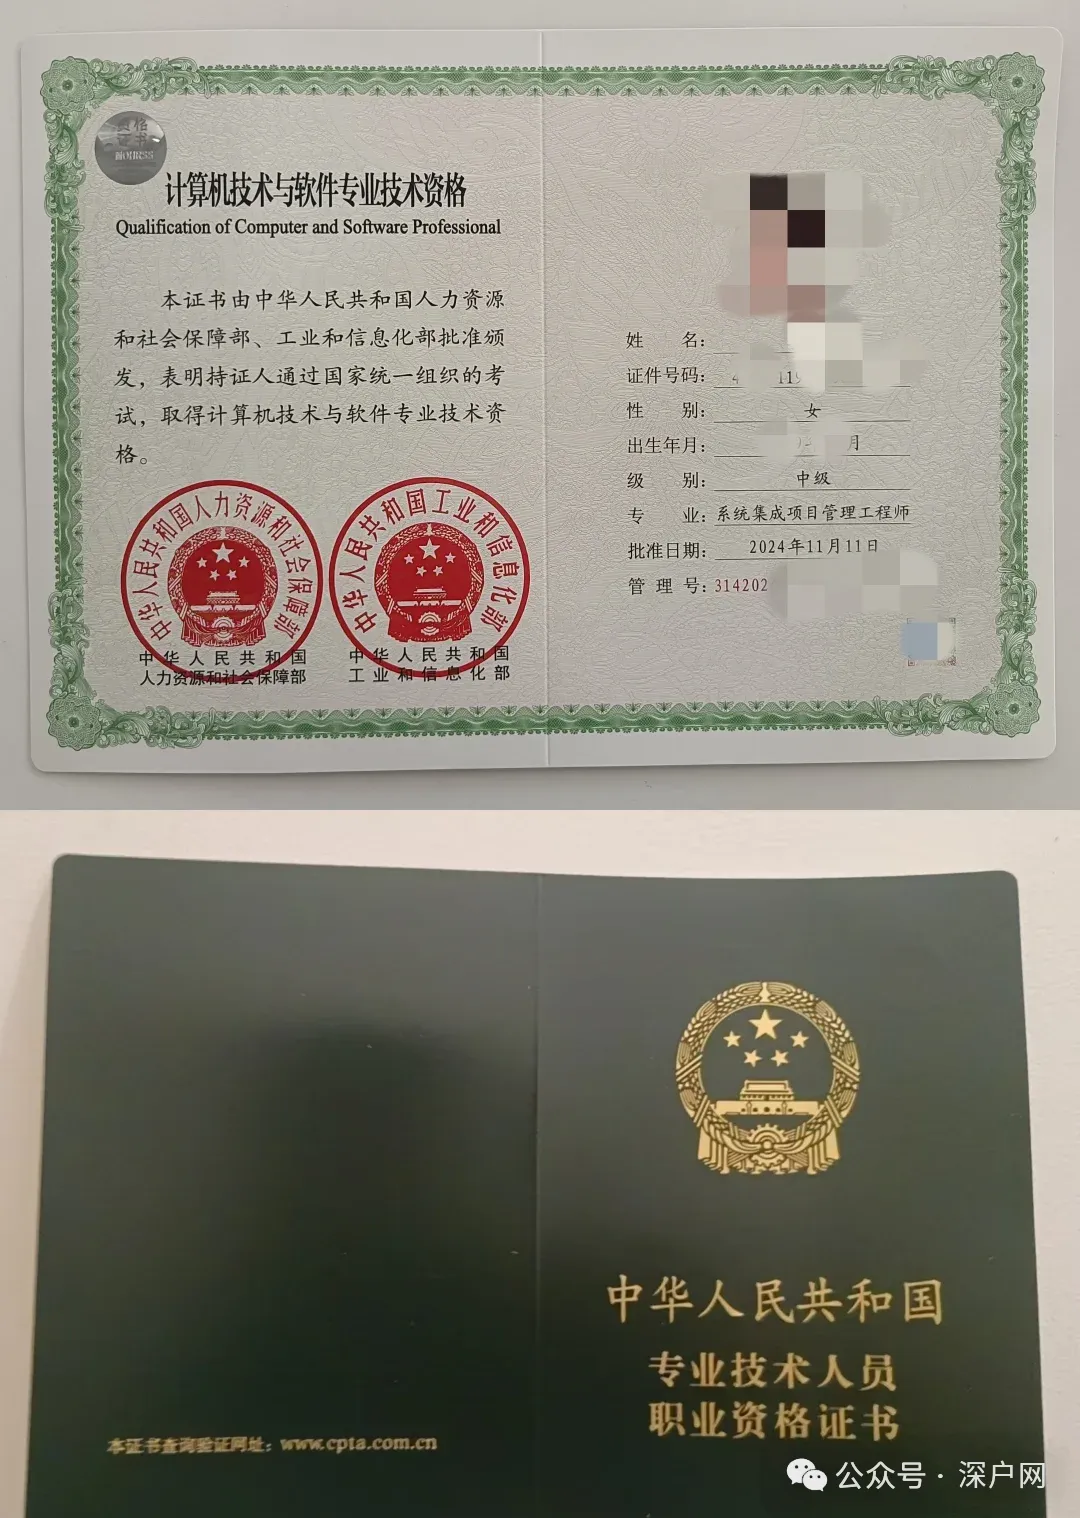 资格
证书
MOHRSS
计算机技术与软件专业技术资格
Qualification of Computer and Software Professional
本证书由中华人民共和国人力资源
和社会保障部、工业和信息化部批准颁
发，表明持证人通过国家统一组织的考
试，取得计算机技术与软件专业技术资
格。
中华人民共和国人力资源和社会保障部
中华人民共和国
人力资源和社会保障部
中华人民共和国工业和信息化部
中华人民共和国
工业和信息化部
姓 名：
证件号码：
性 别： 女
出生年月： 月
级 别： 中级
专 业： 系统集成项目管理工程师
批准日期： 2024年11月11日
管 理 号： 314202
中华人民共和国
专业技术人员
职业资格证书
本证书查询验证网址：www.cpta.com.cn
公众号·深户网